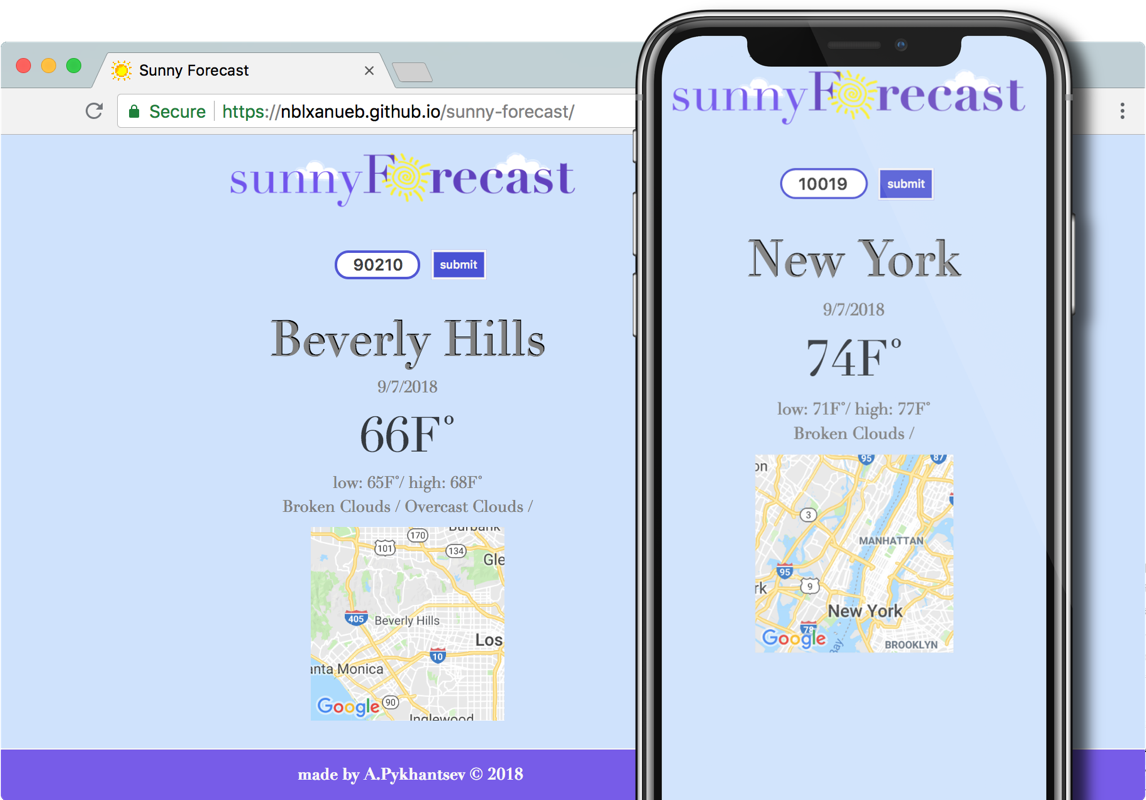 Sunny Forecast
Secure https://nblxanueb.github.io/sunny-forecast/
sunnyForecast
90210 submit
Beverly Hills
9/7/2018
66F°
low: 65F°/ high: 68F°
Broken Clouds / Overcast Clouds /
Burbank
170
101
134
Gle
405
Beverly Hills
Los
10
anta Monica
Google
90
Inglewood
made by A.Pykhantsev © 2018
sunnyForecast
10019 submit
New York
9/7/2018
74F°
low: 71F°/ high: 77F°
Broken Clouds /
on
95
87
3
MANHATTAN
95
9
rk
New York
78
Google
bay
BROOKLYN